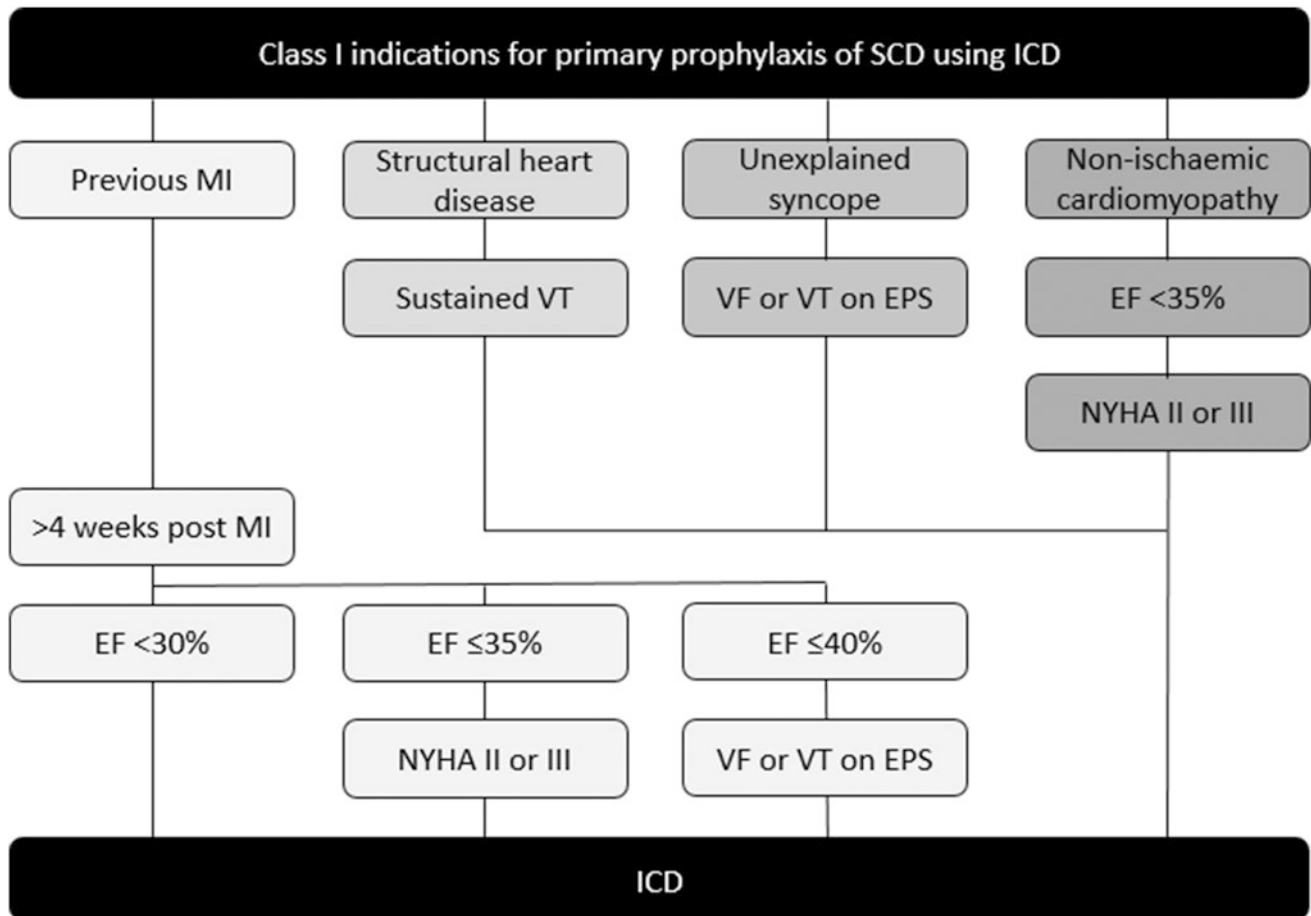 Class I indications for primary prophylaxis of SCD using ICD
Previous MI
Structural heart
disease
Unexplained
syncope
Non-ischaemic
cardiomyopathy
Sustained VT
VF or VT on EPS
EF <35%
NYHA II or III
>4 weeks post MI
EF <30%
EF ≤35%
EF ≤40%
NYHA II or III
VF or VT on EPS
ICD